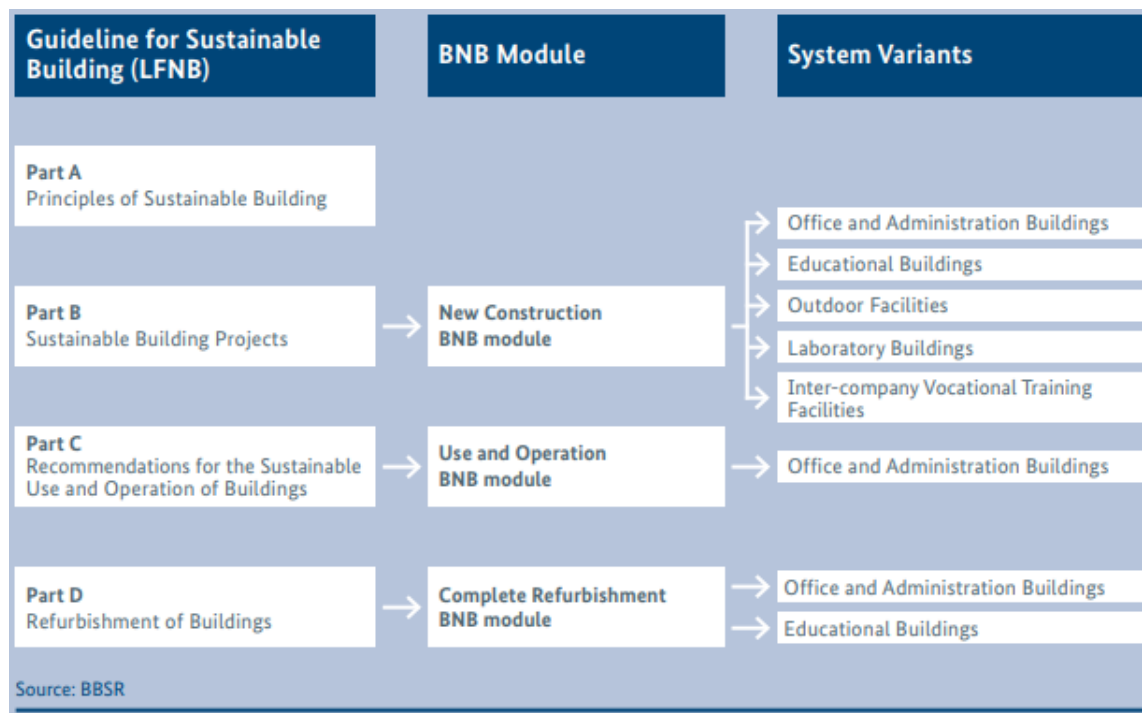 Guideline for Sustainable
Building (LFNB)
BNB Module
System Variants
Part A
Principles of Sustainable Building
Part B
Sustainable Building Projects
New Construction
BNB module
Office and Administration Buildings
Educational Buildings
Outdoor Facilities
Laboratory Buildings
Inter-company Vocational Training
Facilities
Part C
Recommendations for the Sustainable
Use and Operation of Buildings
Use and Operation
BNB module
Office and Administration Buildings
Part D
Refurbishment of Buildings
Complete Refurbishment
BNB module
Office and Administration Buildings
Educational Buildings
Source: BBSR